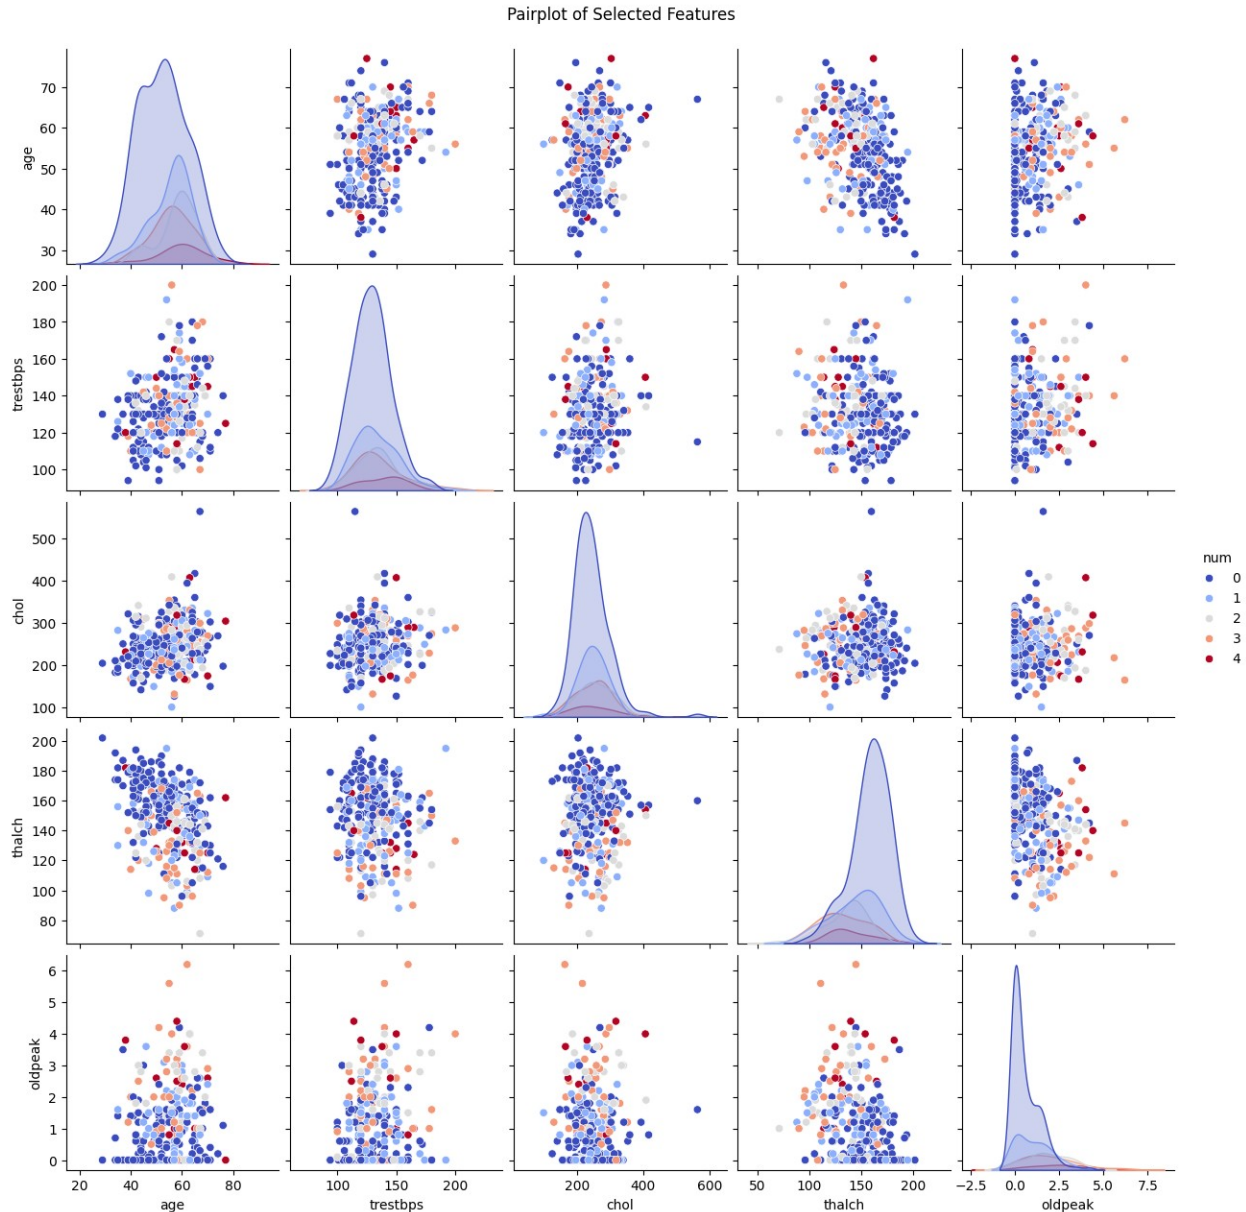 Pairplot of Selected Features
70
60
50
40
30
age
200
180
160
140
120
100
trestbps
500
400
300
200
100
chol
num
0
1
2
3
4
200
180
160
140
120
100
80
thalch
6
5
4
3
2
1
0
oldpeak
40 60 80
100 150 200
200 400 600
50 100 150 200
−2.5 0.0 2.5 5.0 7.5
age trestbps chol thalch oldpeak